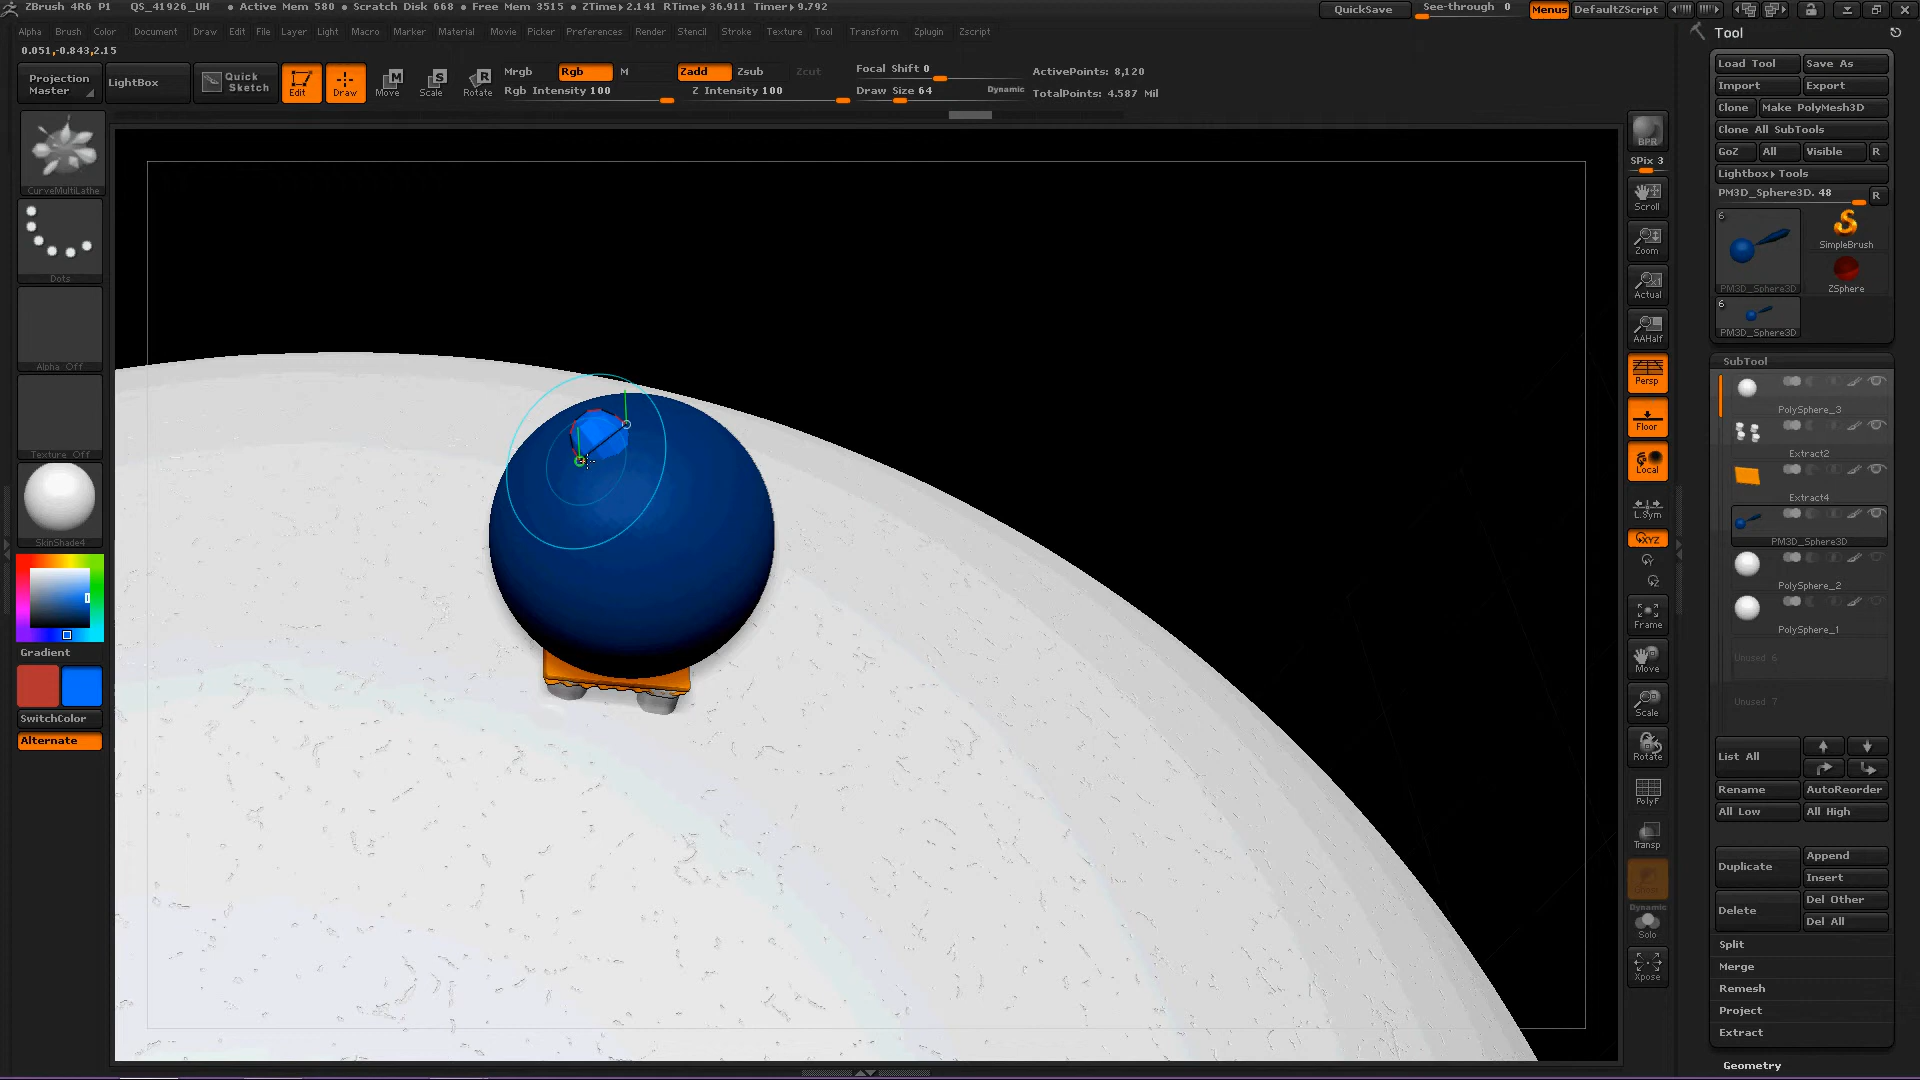 ZBrush 4R6 P1 QS_41926_UH • Active Mem 580 • Scratch Disk 668 • Free Mem 3515 • ZTime▸2.141 RTime▸36.911 Timer▸9.792 QuickSave See-through 0 Menus DefaultZScript
Alpha Brush Color Document Draw Edit File Layer Light Macro Marker Material Movie Picker Preferences Render Stencil Stroke Texture Tool Transform Zplugin Zscript
0.051,-0.843,2.15
Projection Master
LightBox
Quick Sketch
Edit
Draw
Move
Scale
Rotate
Mrgb Rgb M
Rgb Intensity 100
Zadd Zsub Zcut
Z Intensity 100
Focal Shift 0
Draw Size 64
Dynamic
ActivePoints: 8,120
TotalPoints: 4.587 Mil
CurveMultiLathe
Dots
Alpha Off
Texture Off
SkinShade4
Gradient
SwitchColor
Alternate
BPR
SPix 3
Scroll
Zoom
Actual
AAHalf
Persp
Floor
Local
L.Sym
XYZ
Y
Z
Frame
Move
Scale
Rotate
PolyF
Transp
Ghost
Dynamic
Solo
Xpose
Tool
Load Tool Save As
Import Export
Clone Make PolyMesh3D
Clone All SubTools
GoZ All Visible R
Lightbox▸Tools
PM3D_Sphere3D. 48 R
6
PM3D_Sphere3D
SimpleBrush
ZSphere
6
PM3D_Sphere3D
SubTool
PolySphere_3
Extract2
Extract4
PM3D_Sphere3D
PolySphere_2
PolySphere_1
Unused 6
Unused 7
List All
Rename AutoReorder
All Low All High
Duplicate Append
Insert
Delete Del Other
Del All
Split
Merge
Remesh
Project
Extract
Geometry